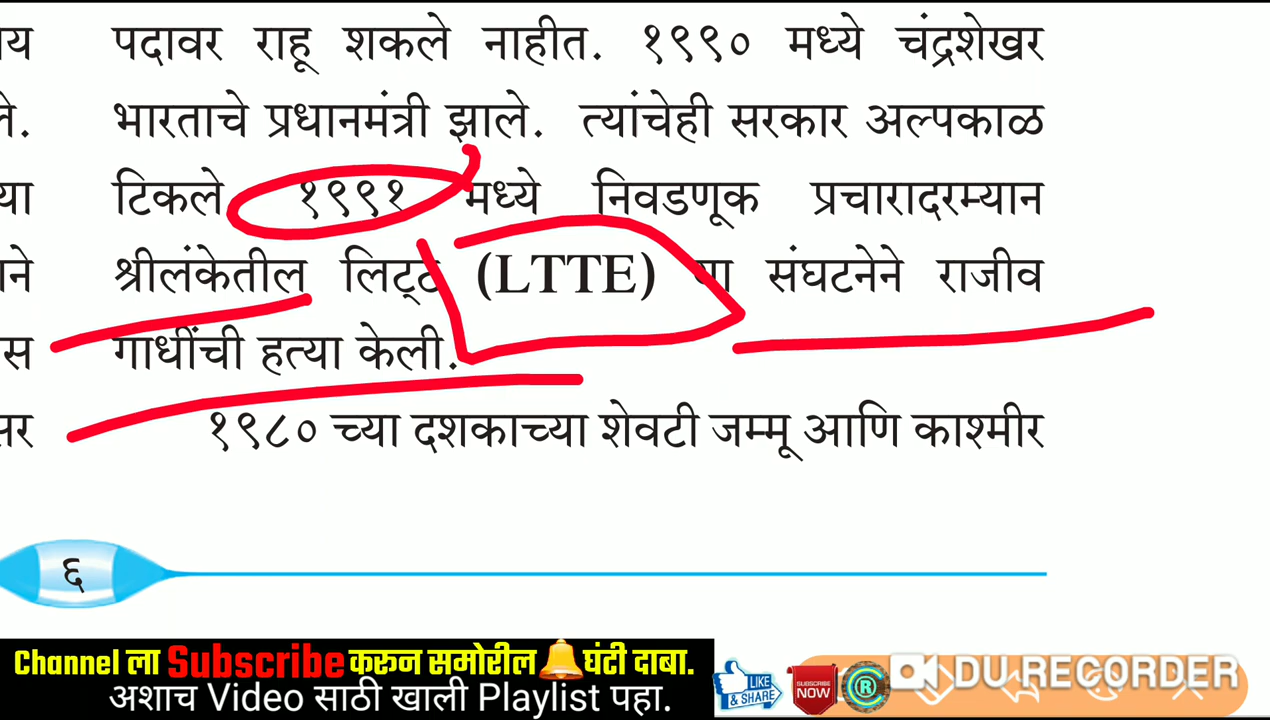 य पदावर राहू शकले नाहीत. १९९० मध्ये चंद्रशेखर
ले. भारताचे प्रधानमंत्री झाले. त्यांचेही सरकार अल्पकाळ
या टिकले १९९१ मध्ये निवडणूक प्रचारादरम्यान
ाने श्रीलंकेतील लिट्टे (LTTE) या संघटनेने राजीव
स गांधींची हत्या केली.
सर १९८० च्या दशकाच्या शेवटी जम्मू आणि काश्मीर
६
Channel ला Subscribe करून समोरील घंटी दाबा.
अशाच Video साठी खाली Playlist पहा.
LIKE & SHARE
SUBSCRIBE NOW
R
DU RECORDER